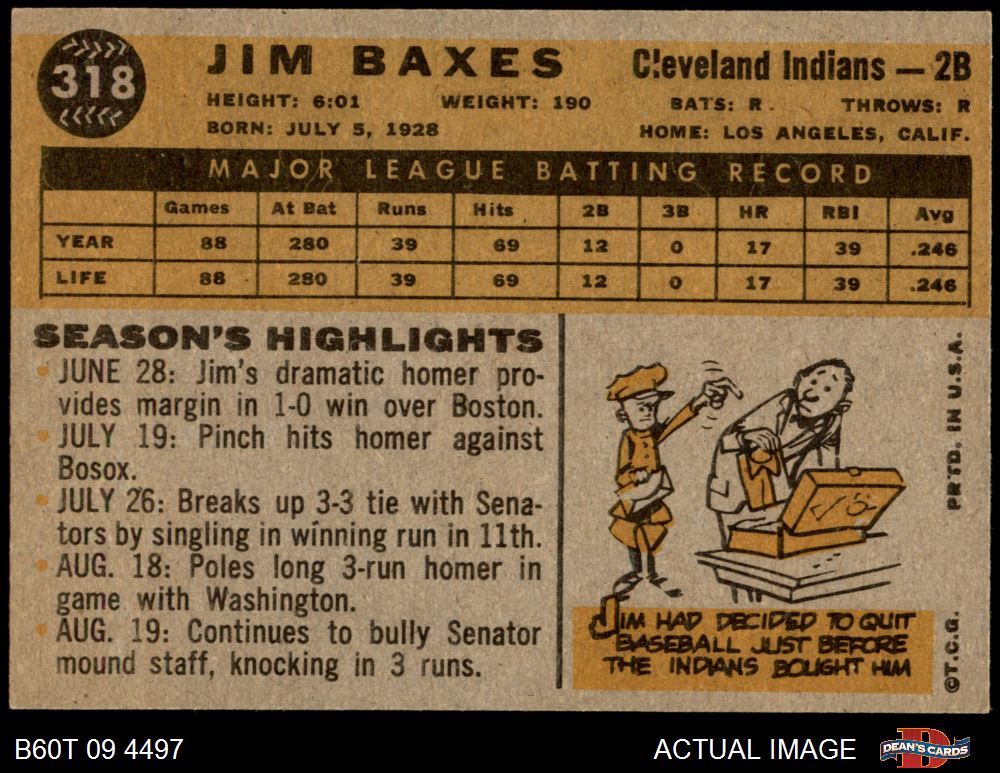 318
JIM BAXES
Cleveland Indians — 2B
HEIGHT: 6:01 WEIGHT: 190 BATS: R THROWS: R
BORN: JULY 5, 1928 HOME: LOS ANGELES, CALIF.
MAJOR LEAGUE BATTING RECORD
Games At Bat Runs Hits 2B 3B HR RBI Avg
YEAR 88 280 39 69 12 0 17 39 .246
LIFE 88 280 39 69 12 0 17 39 .246
SEASON'S HIGHLIGHTS
JUNE 28: Jim's dramatic homer pro-
vides margin in 1-0 win over Boston.
JULY 19: Pinch hits homer against
Bosox.
JULY 26: Breaks up 3-3 tie with Sena-
tors by singling in winning run in 11th.
AUG. 18: Poles long 3-run homer in
game with Washington.
AUG. 19: Continues to bully Senator
mound staff, knocking in 3 runs.
JIM HAD DECIDED TO QUIT
BASEBALL JUST BEFORE
THE INDIANS BOUGHT HIM
©T.C.G. PRTD. IN U.S.A.
B60T 09 4497
ACTUAL IMAGE
DEAN'S CARDS